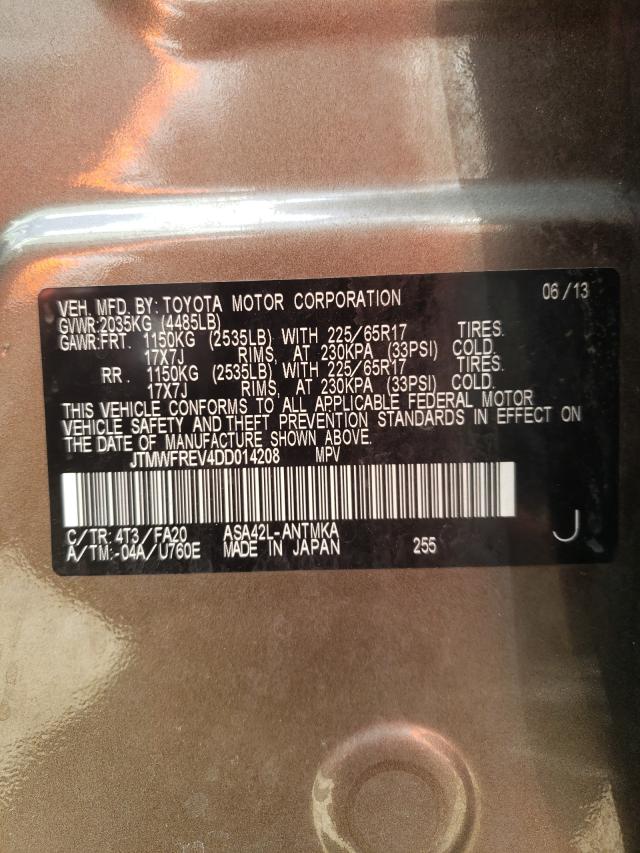 VEH. MFD. BY: TOYOTA MOTOR CORPORATION 06/13
GVWR:2035KG (4485LB)
GAWR:FRT. 1150KG (2535LB) WITH 225/65R17 TIRES.
17X7J RIMS, AT 230KPA (33PSI) COLD.
RR. 1150KG (2535LB) WITH 225/65R17 TIRES.
17X7J RIMS, AT 230KPA (33PSI) COLD.
THIS VEHICLE CONFORMS TO ALL APPLICABLE FEDERAL MOTOR
VEHICLE SAFETY AND THEFT PREVENTION STANDARDS IN EFFECT ON
THE DATE OF MANUFACTURE SHOWN ABOVE.
JTMWFREV4DD014208 MPV
C/TR: 4T3/FA20 ASA42L-ANTMKA
A/TM:-04A/U760E MADE IN JAPAN 255 J